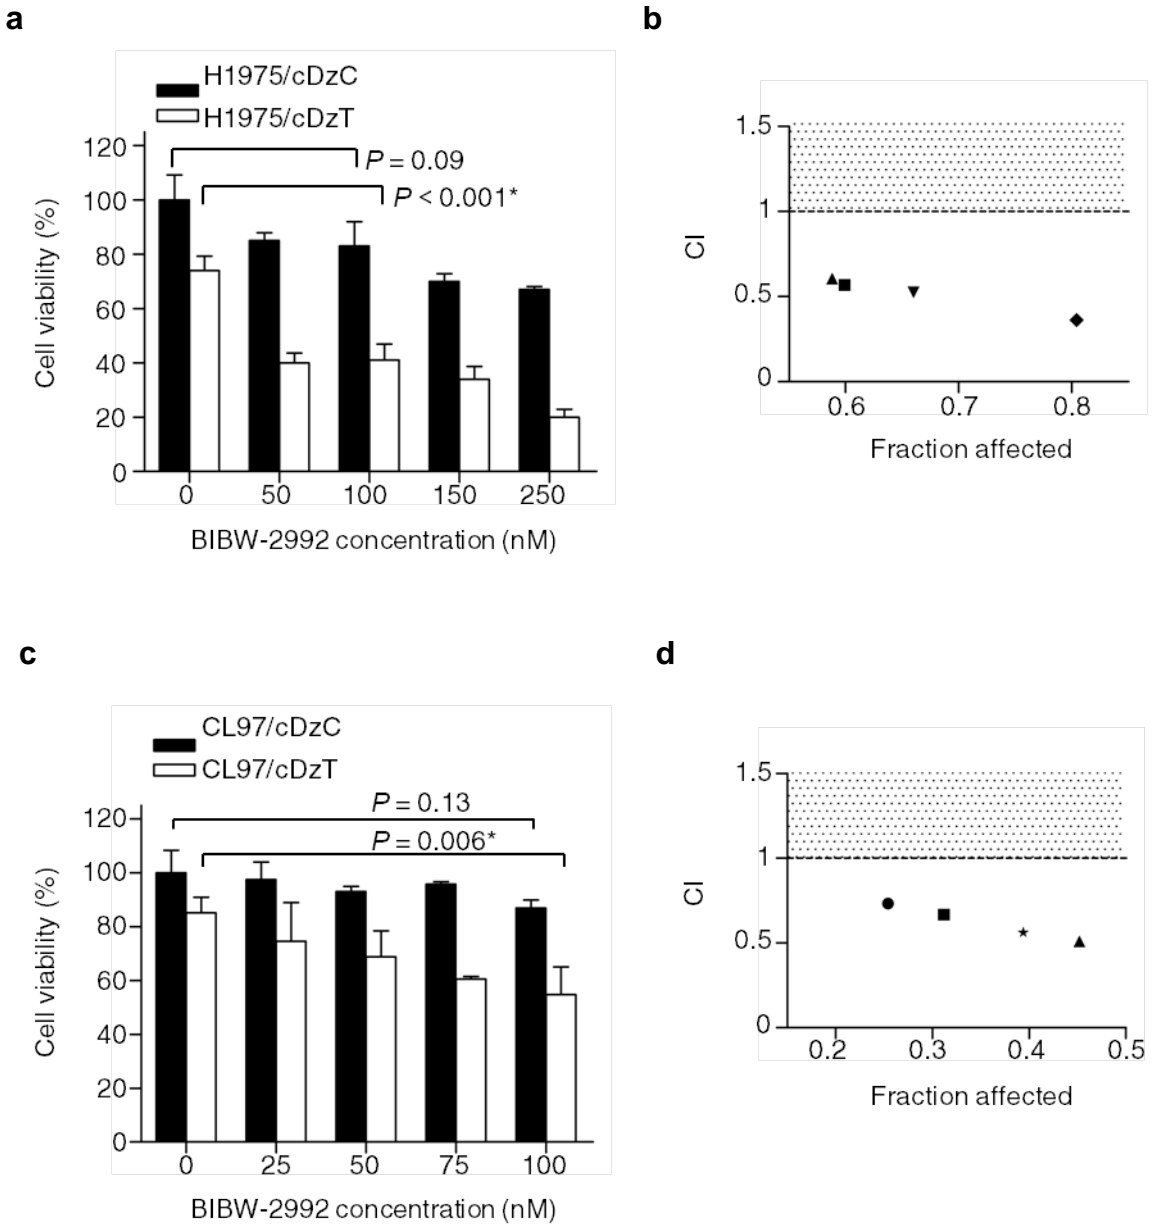 a
H1975/cDzC
H1975/cDzT
P = 0.09
P < 0.001*
120
100
80
60
40
20
0
Cell viability (%)
0 50 100 150 250
BIBW-2992 concentration (nM)
b
1.5
1
0.5
0
CI
0.6 0.7 0.8
Fraction affected
c
CL97/cDzC
CL97/cDzT
P = 0.13
P = 0.006*
120
100
80
60
40
20
0
Cell viability (%)
0 25 50 75 100
BIBW-2992 concentration (nM)
d
1.5
1
0.5
0
CI
0.2 0.3 0.4 0.5
Fraction affected